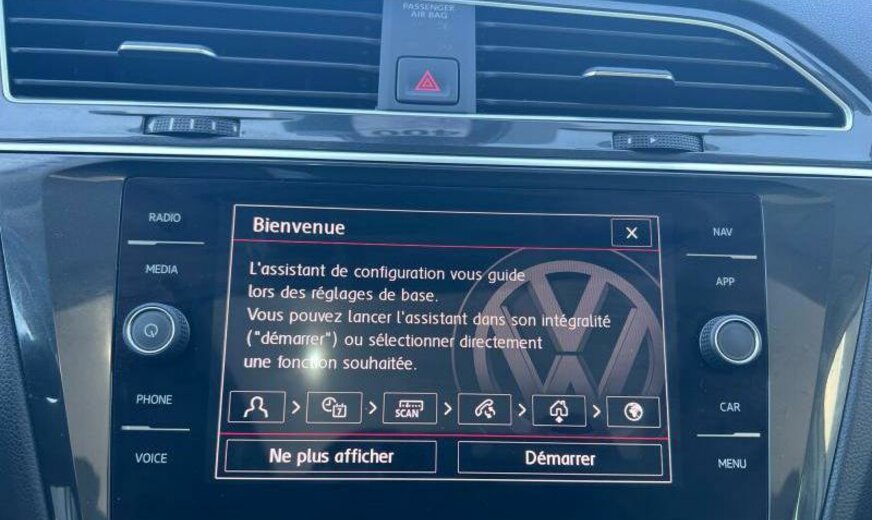 PASSENGER
AIR BAG
RADIO
MEDIA
PHONE
VOICE
Bienvenue
L'assistant de configuration vous guide
lors des réglages de base.
Vous pouvez lancer l'assistant dans son intégralité
("démarrer") ou sélectionner directement
une fonction souhaitée.
7
SCAN
Ne plus afficher
Démarrer
NAV
APP
CAR
MENU